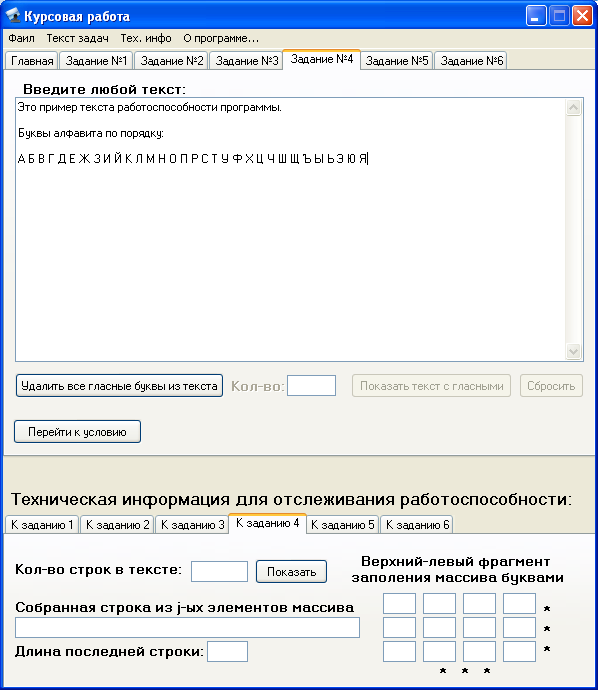 Курсовая работа
Фаил Текст задач Тех. инфо О программе...
Главная Задание №1 Задание №2 Задание №3 Задание №4 Задание №5 Задание №6
Введите любой текст:
Это пример текста работоспособности программы.
Буквы алфавита по порядку:
А Б В Г Д Е Ж З И Й К Л М Н О П Р С Т У Ф Х Ц Ч Ш Щ Ъ Ы Ь Э Ю Я
Удалить все гласные буквы из текста Кол-во: Показать текст с гласными Сбросить
Перейти к условию
Техническая информация для отслеживания работоспособности:
К заданию 1 К заданию 2 К заданию 3 К заданию 4 К заданию 5 К заданию 6
Верхний-левый фрагмент
Кол-во строк в тексте: Показать заполения массива буквами
Собранная строка из j-ых элементов массива *
*
Длина последней строки: *
* * *